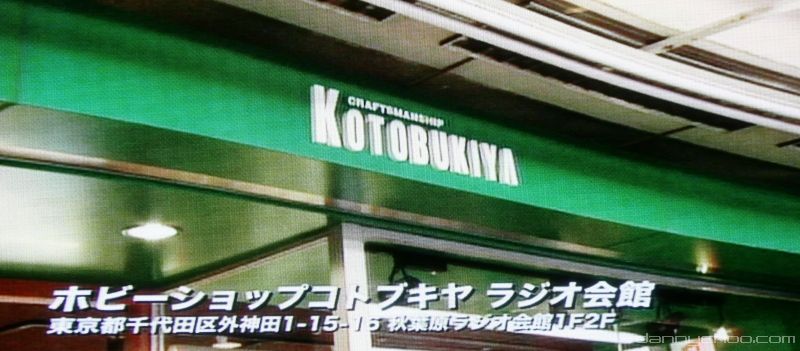 CRAFTSMANSHIP
KOTOBUKIYA
ホビーショップコトブキヤ ラジオ会館
東京都千代田区外神田1-15-16 秋葉原ラジオ会館1F2F
dannychoo.com